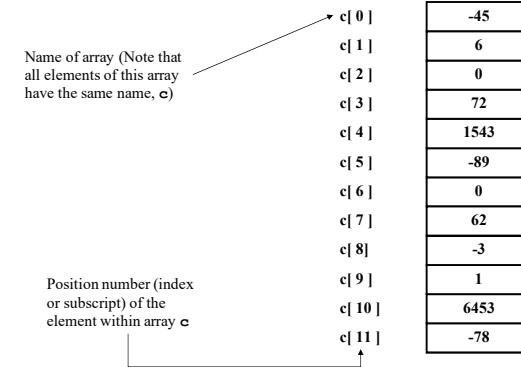 c[ 0 ] -45
c[ 1 ] 6
Name of array (Note that
all elements of this array
have the same name, c)
c[ 2 ] 0
c[ 3 ] 72
c[ 4 ] 1543
c[ 5 ] -89
c[ 6 ] 0
c[ 7 ] 62
c[ 8] -3
c[ 9 ] 1
Position number (index
or subscript) of the
element within array c
c[ 10 ] 6453
c[ 11 ] -78